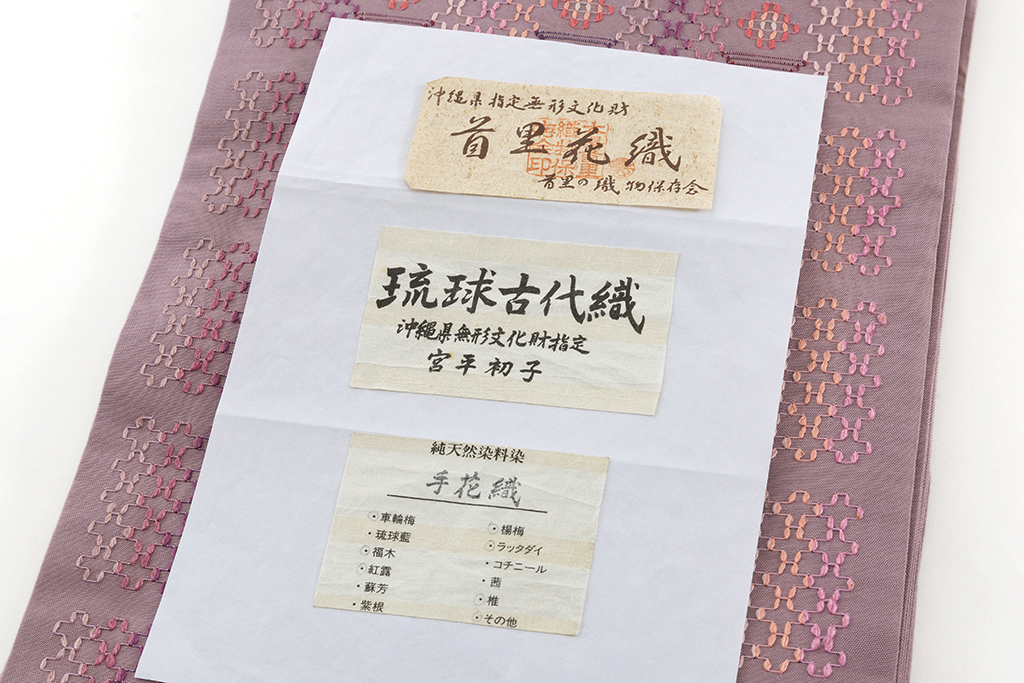 沖縄県指定無形文化財
首里花織
首里の織物保存会
琉球古代織
沖縄県無形文化財指定
宮平初子
純天然染料染
手花織
・車輪梅
・琉球藍
・福木
・紅露
・蘇芳
・紫根
・楊梅
・ラックダイ
・コチニール
・茜
・椎
・その他